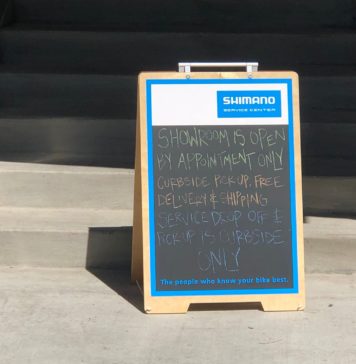 SHIMANO
SERVICE CENTER
SHOWROOM IS OPEN
BY APPOINTMENT ONLY
CURBSIDE PICK UP, FREE
DELIVERY & SHIPPING
SERVICE DROP OFF &
PICKUP IS CURBSIDE
ONLY
The people who know your bike best.